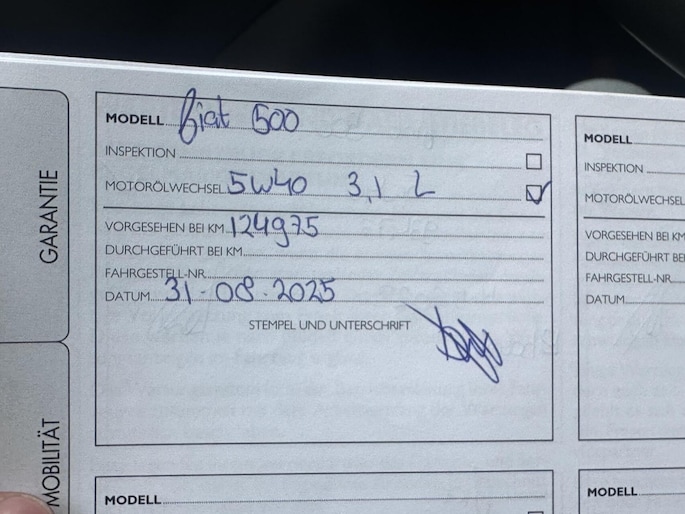 GARANTIE
MOBILITÄT
MODELL fiat 500
INSPEKTION
MOTORÖLWECHSEL 5W40 3,1 L
VORGESEHEN BEI KM 124975
DURCHGEFÜHRT BEI KM
FAHRGESTELL-NR.
DATUM 31-08-2025
STEMPEL UND UNTERSCHRIFT
MODELL
MODELL
INSPEKTION
MOTORÖLWECHSEL
VORGESEHEN BEI KM
DURCHGEFÜHRT BEI
FAHRGESTELL-NR.
DATUM
MODELL